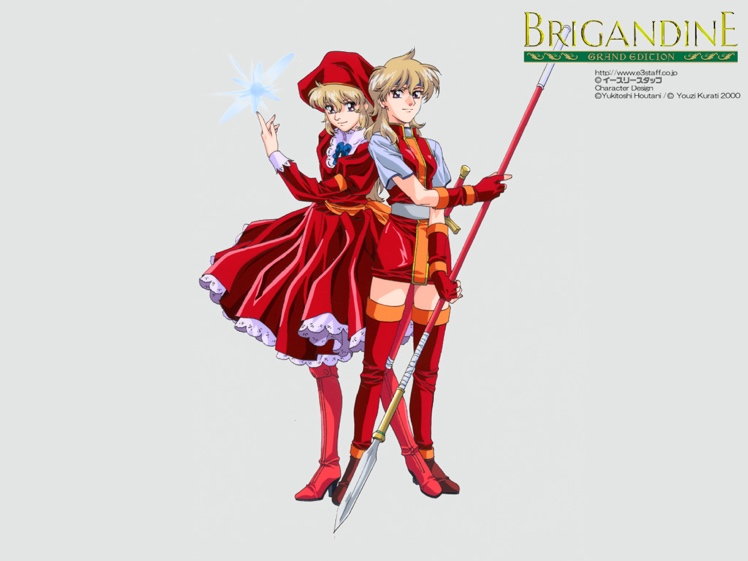 BRIGANDINE
GRAND EDITION
http://www.e3staff.co.jp
© イースリースタッフ
Character Design
©Yukitoshi Houtani / © Youzi Kurati 2000